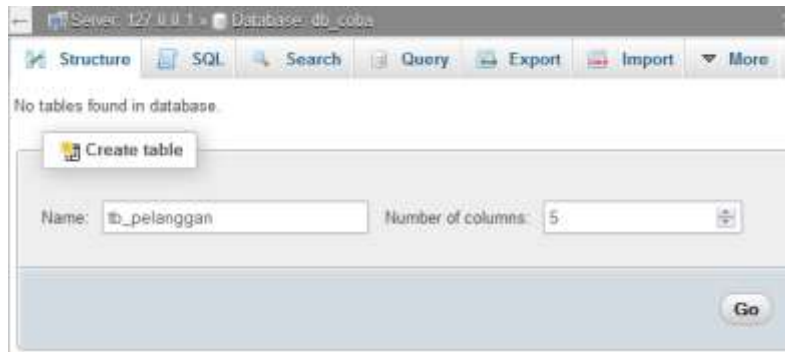 Server: 127.0.0.1 » Database: db_coba
Structure SQL Search Query Export Import More
No tables found in database.
Create table
Name: tb_pelanggan Number of columns: 5
Go